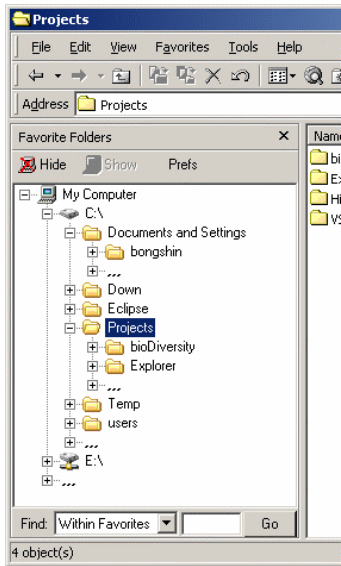 Projects
File Edit View Favorites Tools Help
Address Projects
Favorite Folders
Hide Show Prefs
My Computer
C:\
Documents and Settings
bongshin
...
Down
Eclipse
Projects
bioDiversity
Explorer
...
Temp
users
...
E:\
...
Find: Within Favorites Go
4 object(s)